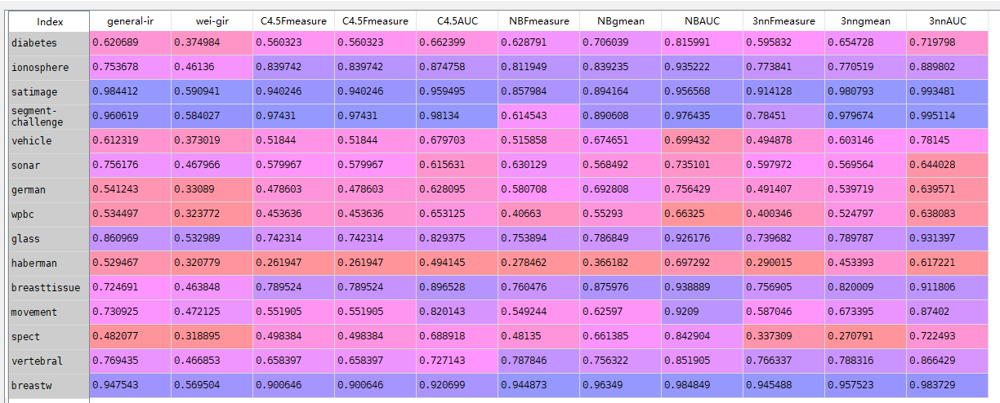 Index general-ir wei-gir C4.5Fmeasure C4.5Fmeasure C4.5AUC NBFmeasure NBgmean NBAUC 3nnFmeasure 3nngmean 3nnAUC
diabetes 0.620689 0.374984 0.560323 0.560323 0.662399 0.628791 0.706039 0.815991 0.595832 0.654728 0.719798
ionosphere 0.753678 0.46136 0.839742 0.839742 0.874758 0.811949 0.839235 0.935222 0.773841 0.770519 0.889802
satimage 0.984412 0.590941 0.940246 0.940246 0.959495 0.857984 0.894164 0.956568 0.914128 0.980793 0.993481
segment-
challenge 0.960619 0.584027 0.97431 0.97431 0.98134 0.614543 0.890608 0.976435 0.78451 0.979674 0.995114
vehicle 0.612319 0.373019 0.51844 0.51844 0.679703 0.515858 0.674651 0.699432 0.494878 0.603146 0.78145
sonar 0.756176 0.467966 0.579967 0.579967 0.615631 0.630129 0.568492 0.735101 0.597972 0.569564 0.644028
german 0.541243 0.33089 0.478603 0.478603 0.628095 0.580708 0.692808 0.756429 0.491407 0.539719 0.639571
wpbc 0.534497 0.323772 0.453636 0.453636 0.653125 0.40663 0.55293 0.66325 0.400346 0.524797 0.638083
glass 0.860969 0.532989 0.742314 0.742314 0.829375 0.753894 0.786849 0.926176 0.739682 0.789787 0.931397
haberman 0.529467 0.320779 0.261947 0.261947 0.494145 0.278462 0.366182 0.697292 0.290015 0.453393 0.617221
breasttissue 0.724691 0.463848 0.789524 0.789524 0.896528 0.760476 0.875976 0.938889 0.756905 0.820009 0.911806
movement 0.730925 0.472125 0.551905 0.551905 0.820143 0.549244 0.62597 0.9209 0.587046 0.673395 0.87402
spect 0.482077 0.318895 0.498384 0.498384 0.688918 0.48135 0.661385 0.842904 0.337309 0.270791 0.722493
vertebral 0.769435 0.466853 0.658397 0.658397 0.727143 0.787846 0.756322 0.851905 0.766337 0.788316 0.866429
breastw 0.947543 0.569504 0.900646 0.900646 0.920699 0.944873 0.96349 0.984849 0.945488 0.957523 0.983729